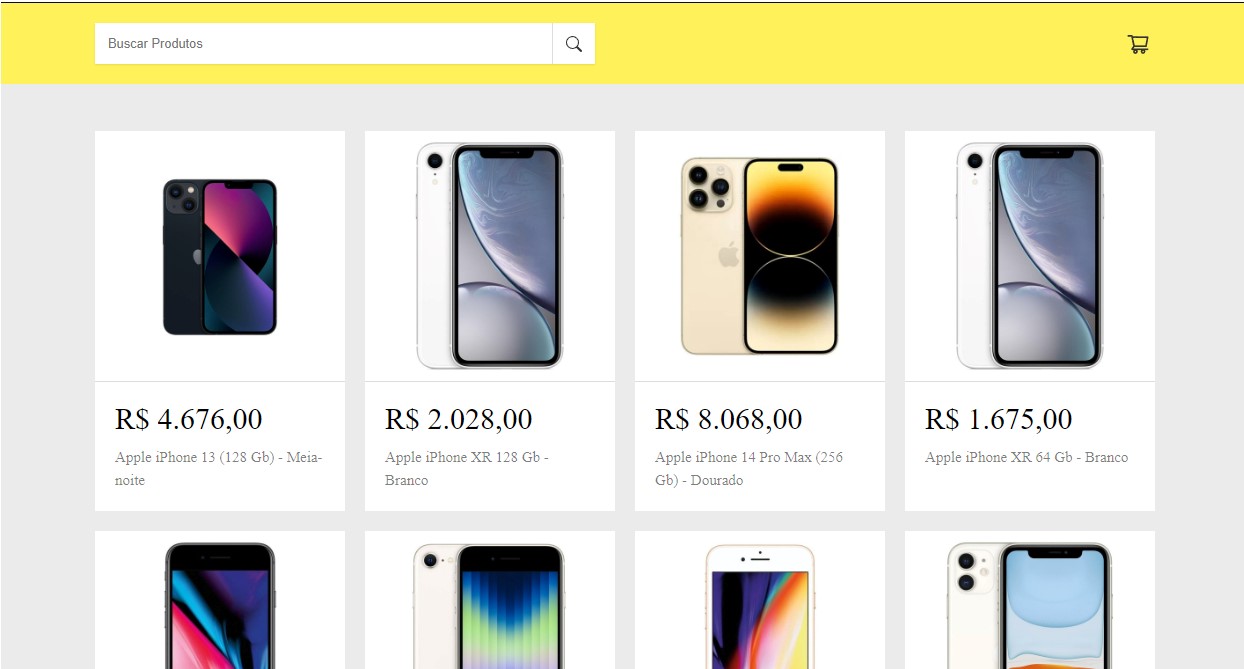 Buscar Produtos
R$ 4.676,00
Apple iPhone 13 (128 Gb) - Meia-
noite
R$ 2.028,00
Apple iPhone XR 128 Gb -
Branco
R$ 8.068,00
Apple iPhone 14 Pro Max (256
Gb) - Dourado
R$ 1.675,00
Apple iPhone XR 64 Gb - Branco